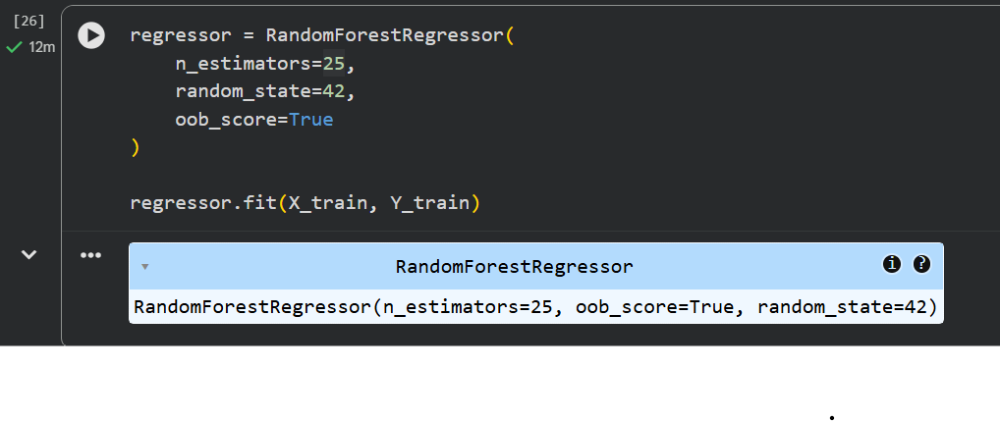 [26]
12m
regressor = RandomForestRegressor(
    n_estimators=25,
    random_state=42,
    oob_score=True
)
regressor.fit(X_train, Y_train)
RandomForestRegressor
i ?
RandomForestRegressor(n_estimators=25, oob_score=True, random_state=42)